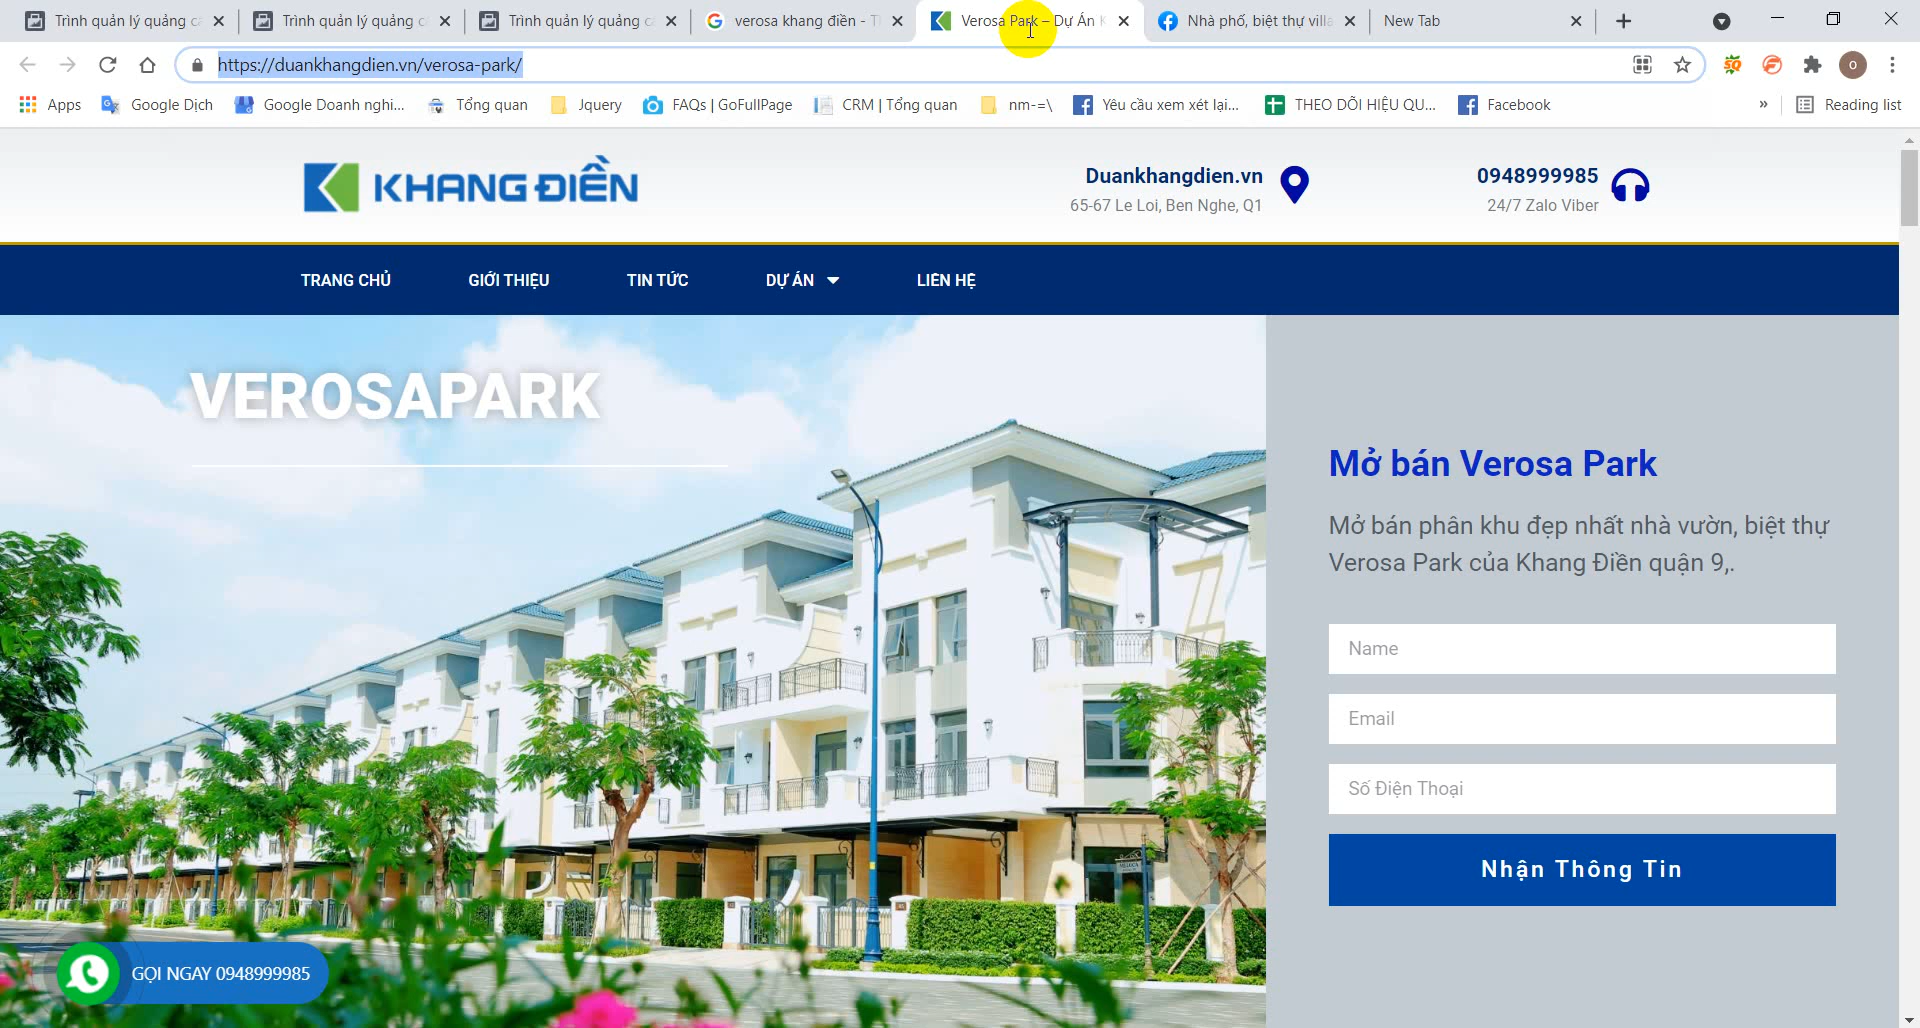 Trình quản lý quảng cá
Trình quản lý quảng c
Trình quản lý quảng cá
verosa khang điền - T
Verosa Park – Dự Án K
Nhà phố, biệt thự villa
New Tab
https://duankhangdien.vn/verosa-park/
O
Apps
Google Dịch
Google Doanh nghi...
Tổng quan
Jquery
FAQs | GoFullPage
CRM | Tổng quan
nm-=\
Yêu cầu xem xét lại...
THEO DÕI HIỆU QU...
Facebook
»
Reading list
KHANG ĐIỀN
Duankhangdien.vn
65-67 Le Loi, Ben Nghe, Q1
0948999985
24/7 Zalo Viber
TRANG CHỦ
GIỚI THIỆU
TIN TỨC
DỰ ÁN
LIÊN HỆ
VEROSAPARK
Mở bán Verosa Park
Mở bán phân khu đẹp nhất nhà vườn, biệt thự
Verosa Park của Khang Điền quận 9,.
Name
Email
Số Điện Thoại
Nhận Thông Tin
GỌI NGAY 0948999985